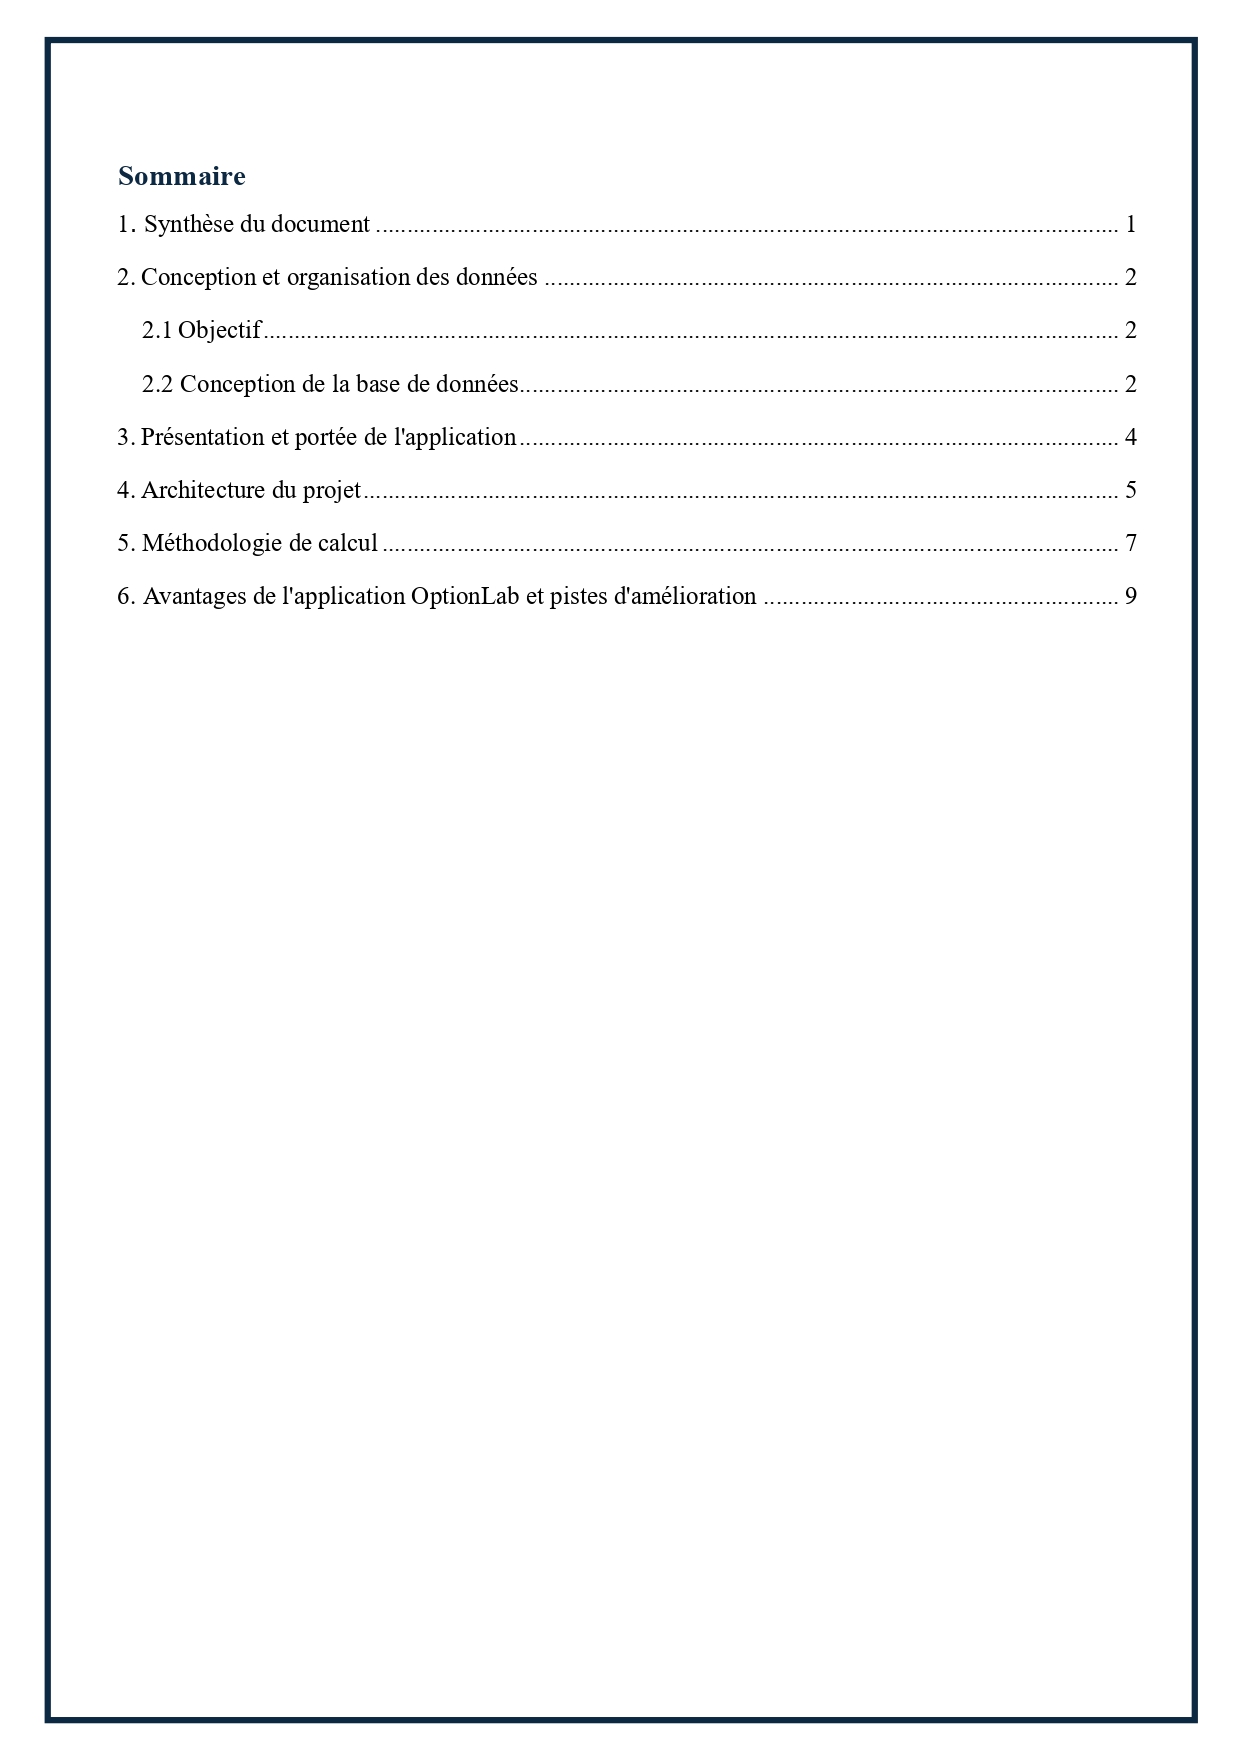 Sommaire
1. Synthèse du document ........................................................................................................................ 1
2. Conception et organisation des données ............................................................................................ 2
2.1 Objectif......................................................................................................................................... 2
2.2 Conception de la base de données................................................................................................ 2
3. Présentation et portée de l'application................................................................................................ 4
4. Architecture du projet......................................................................................................................... 5
5. Méthodologie de calcul ...................................................................................................................... 7
6. Avantages de l'application OptionLab et pistes d'amélioration ......................................................... 9